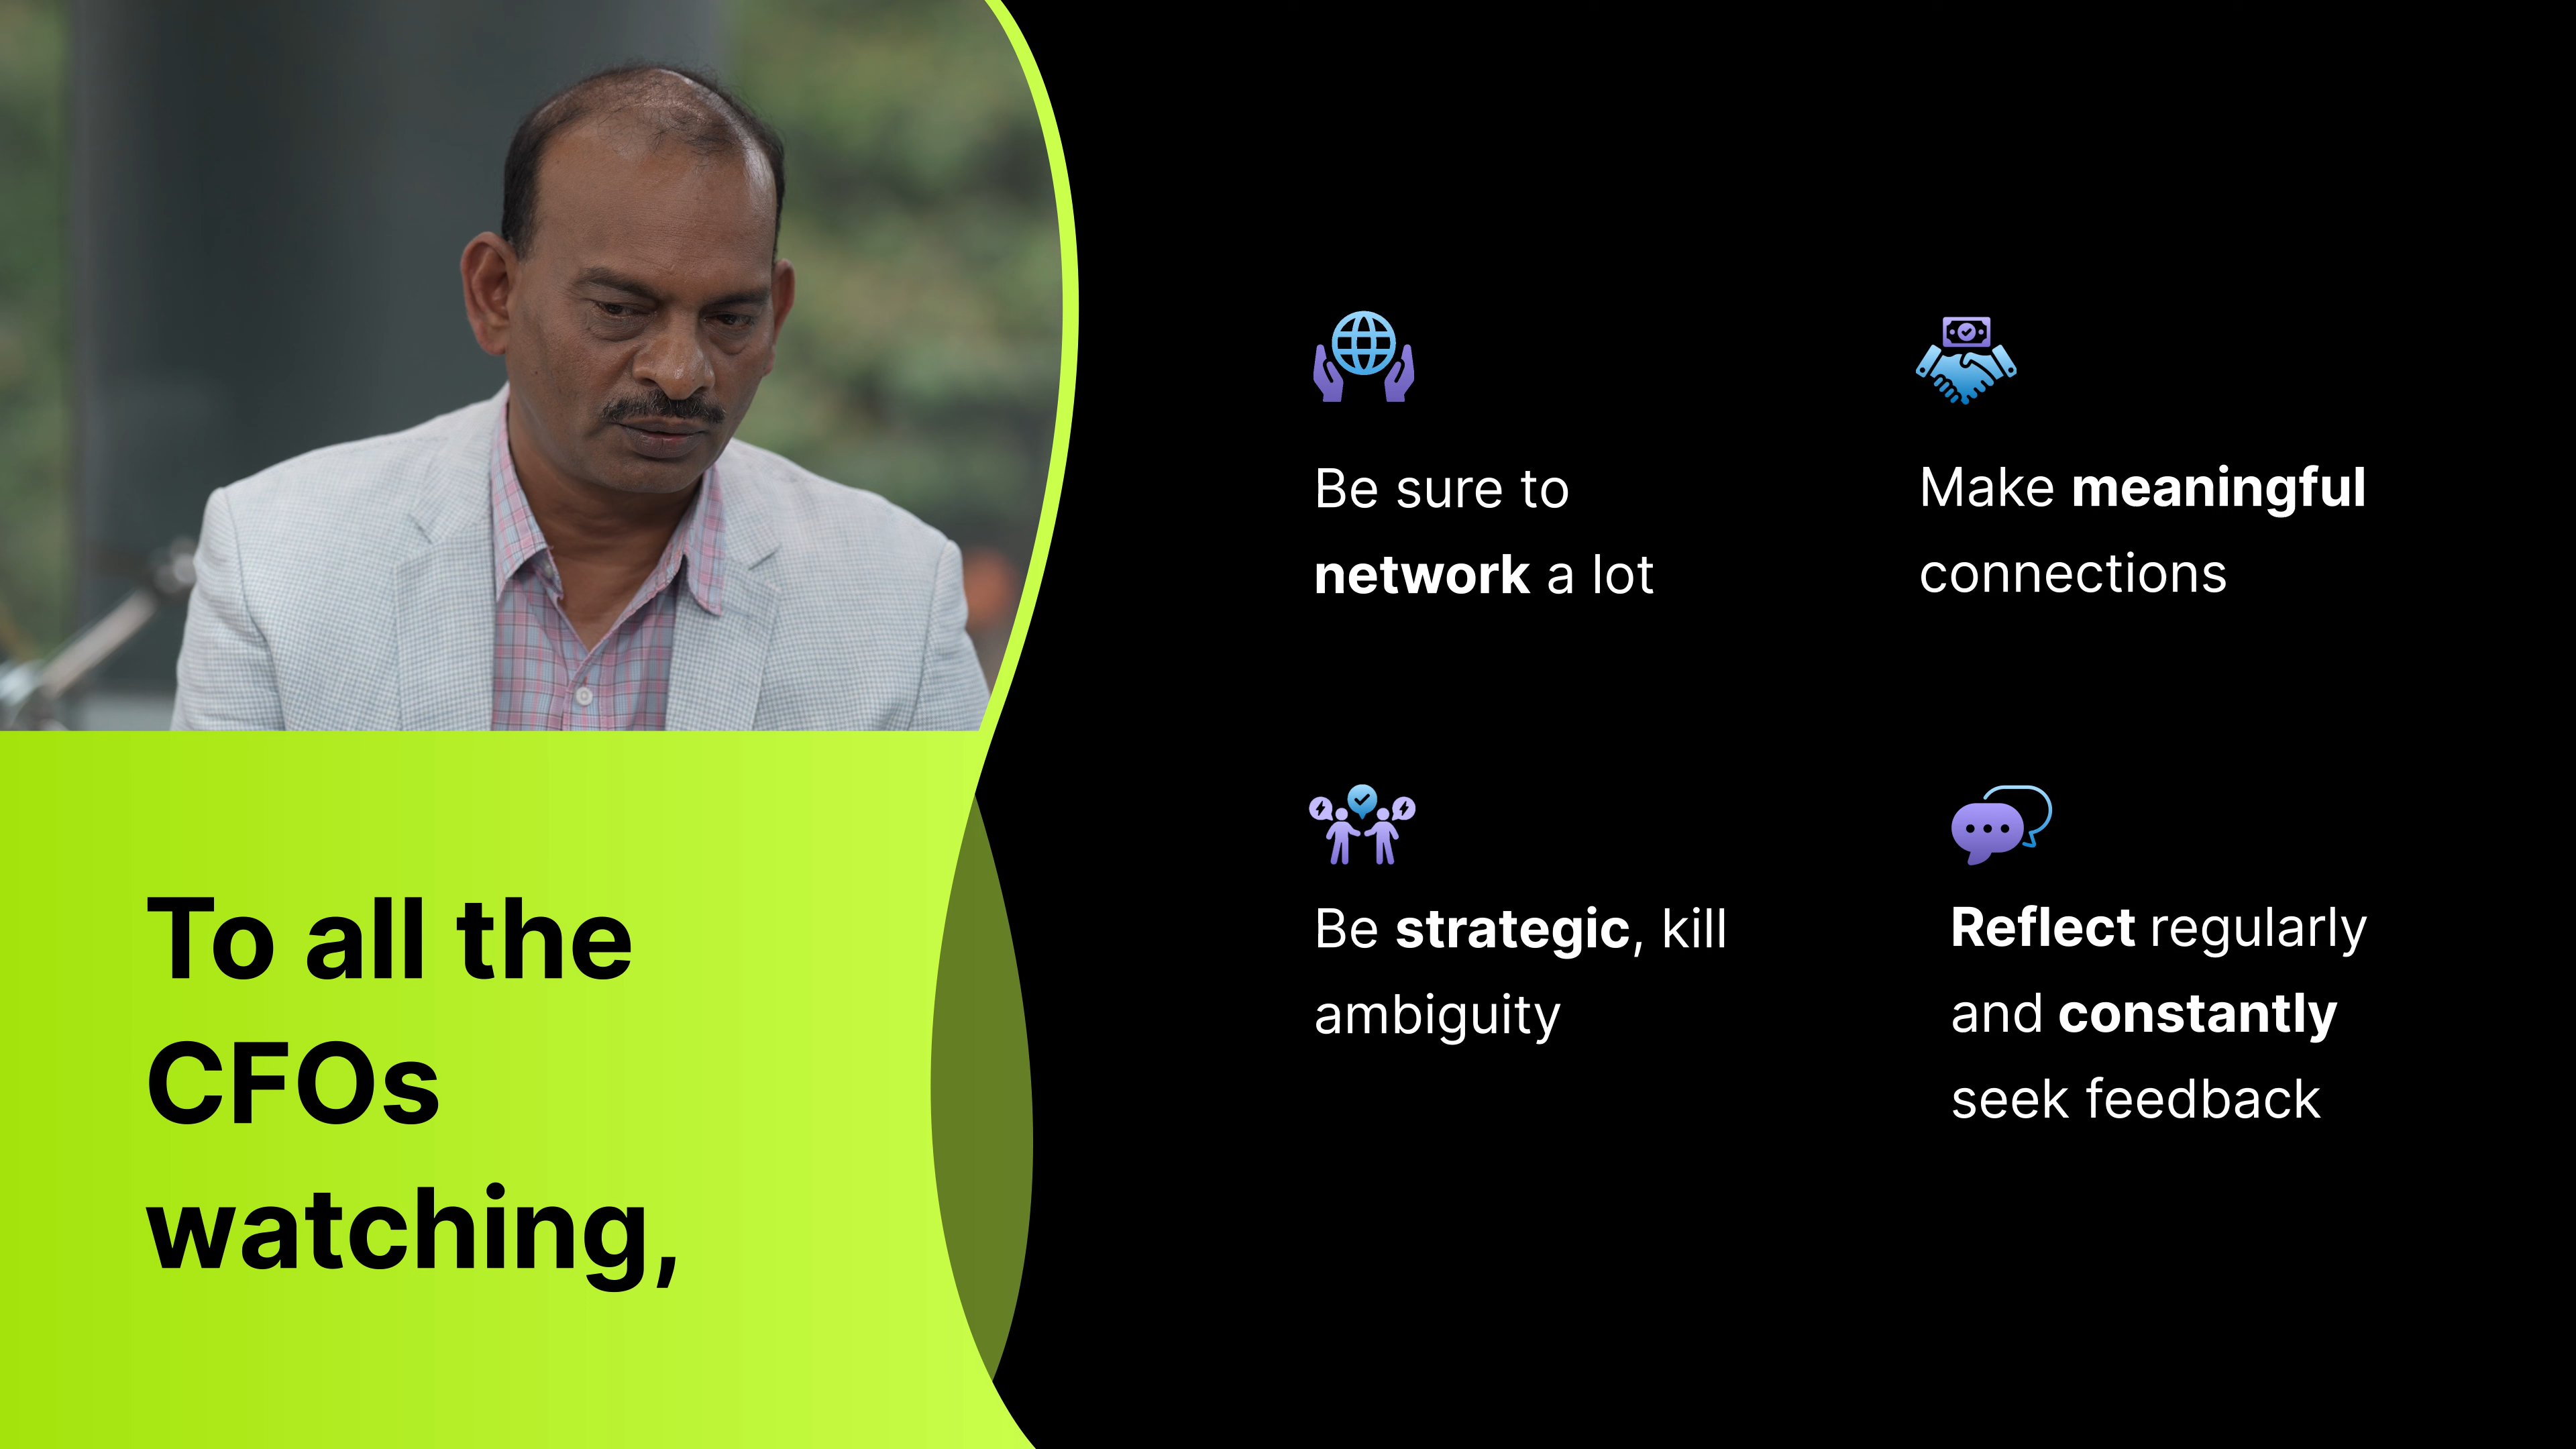 To all the
CFOs
watching,
Be sure to
network a lot
Make meaningful
connections
Be strategic, kill
ambiguity
Reflect regularly
and constantly
seek feedback